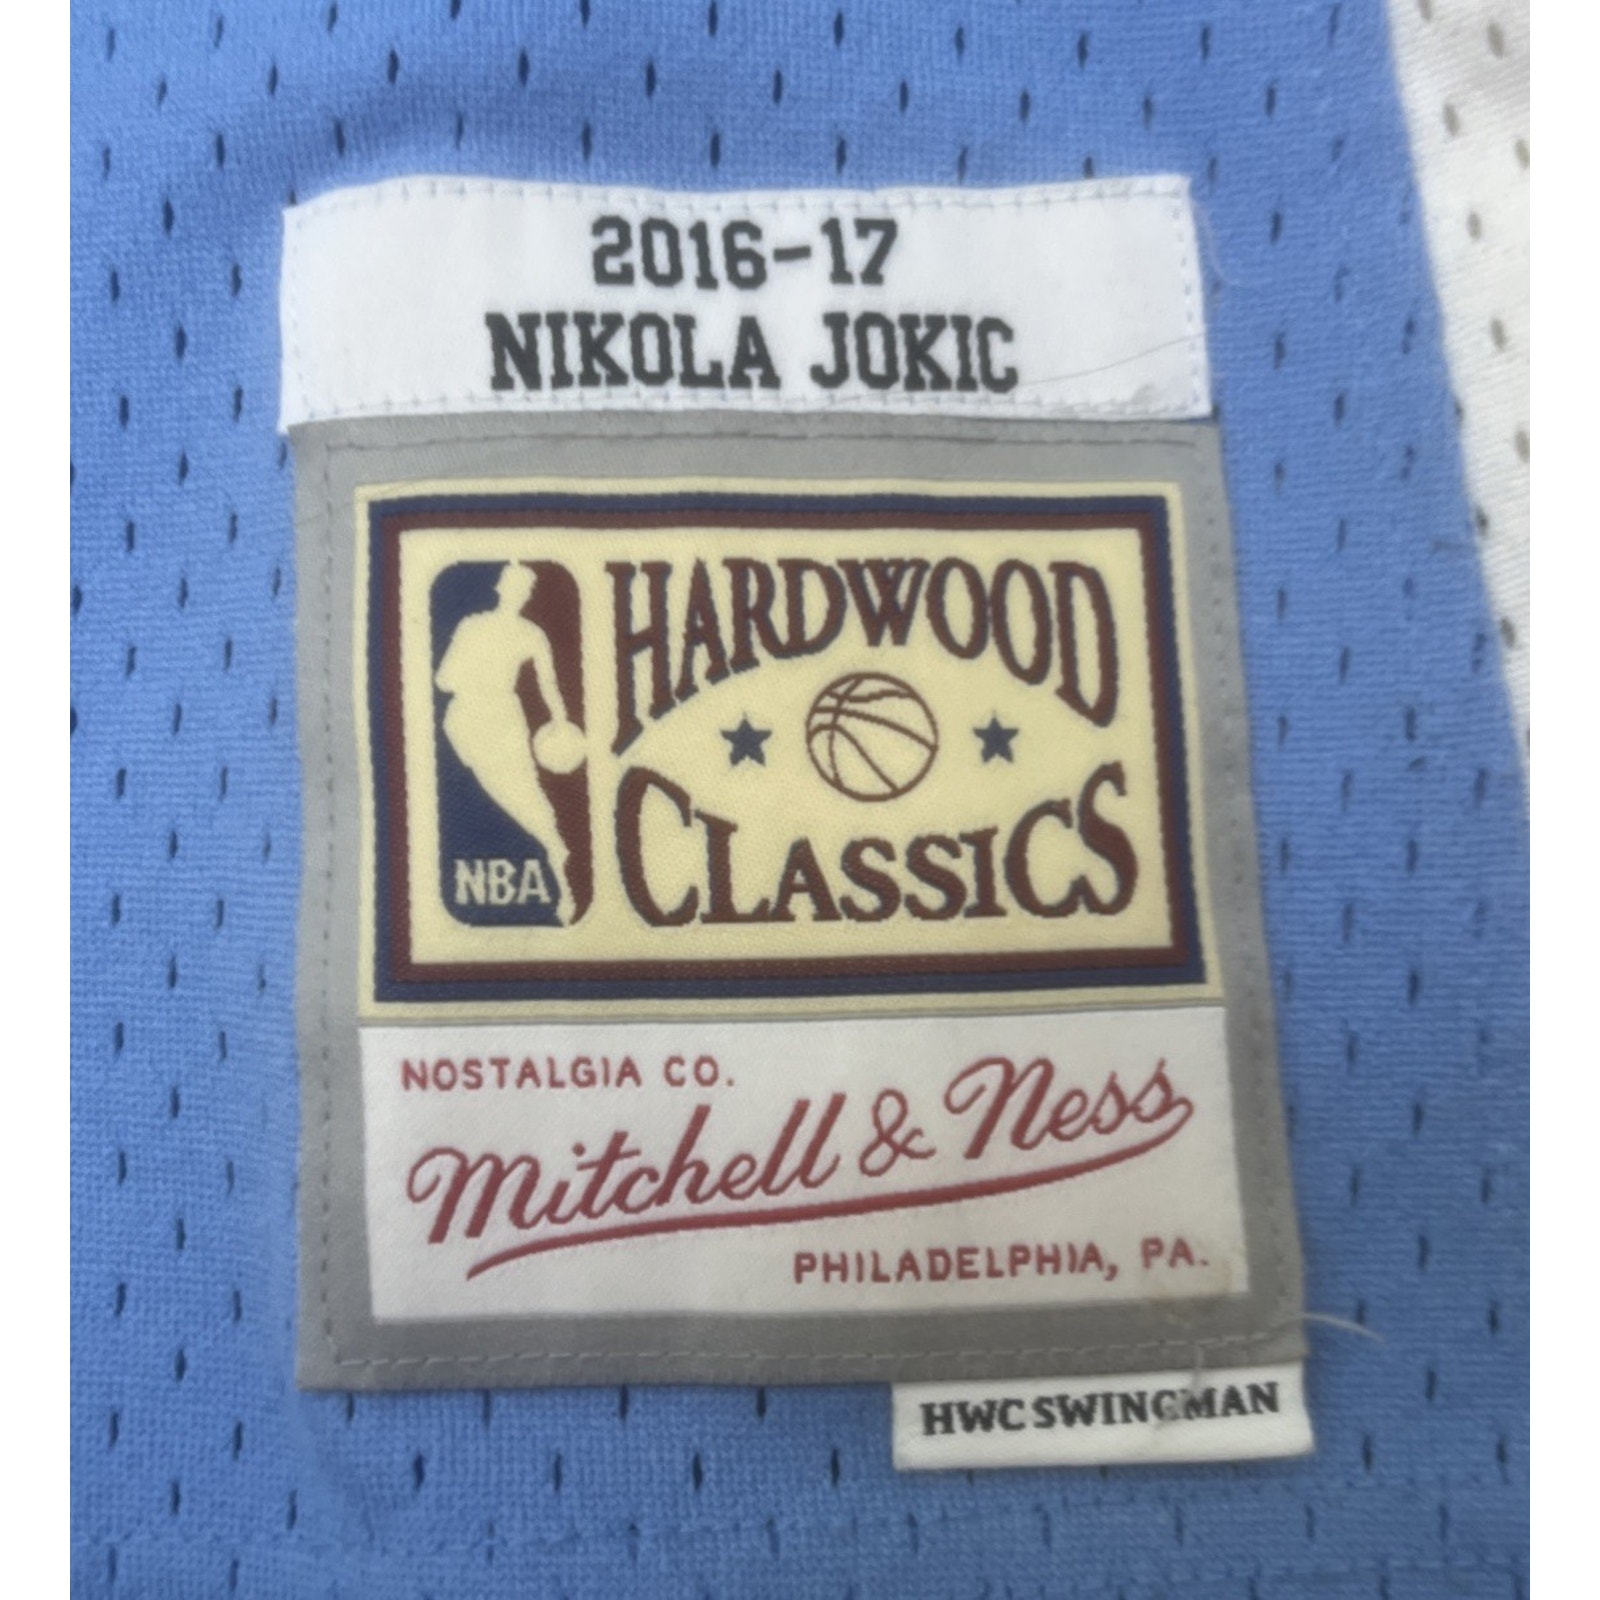 2016-17
NIKOLA JOKIC
HARDWOOD
CLASSICS
NBA
NOSTALGIA CO.
Mitchell & Ness
PHILADELPHIA, PA.
HWC SWINGMAN